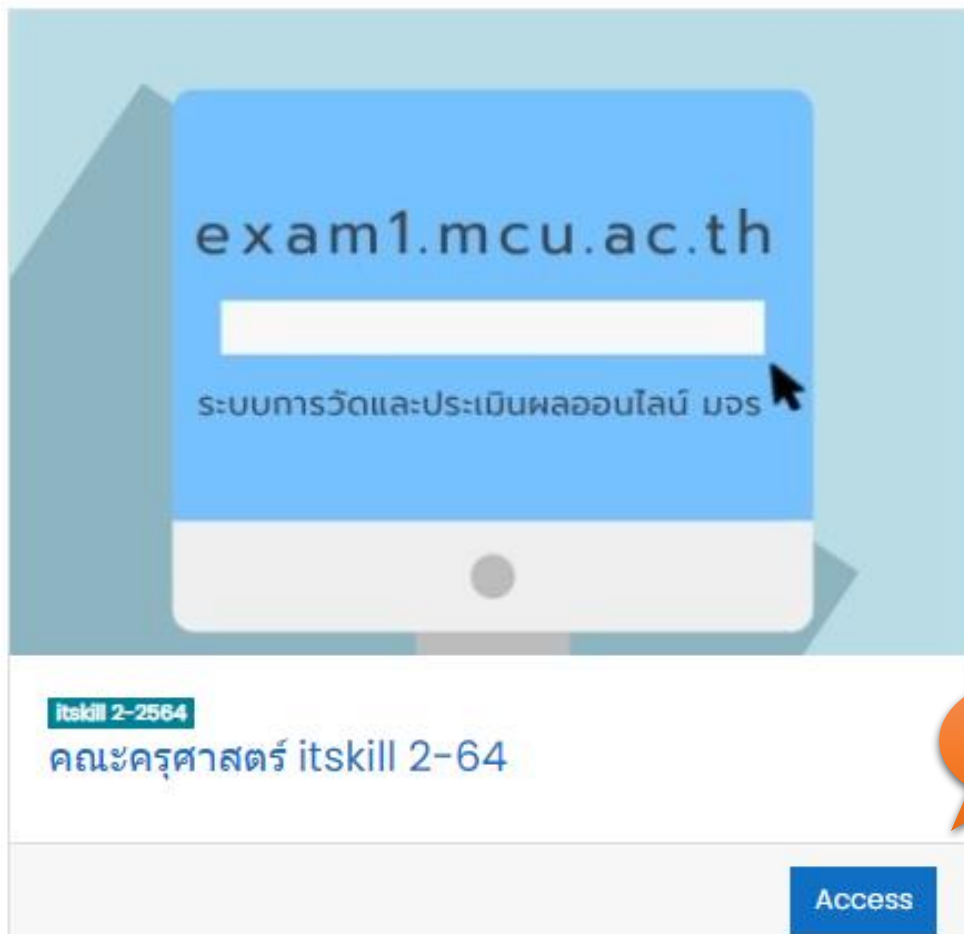 exam1.mcu.ac.th
ระบบการวัดและประเมินผลออนไลน์ มจร
itskill 2-2564
คณะครุศาสตร์ itskill 2-64
Access